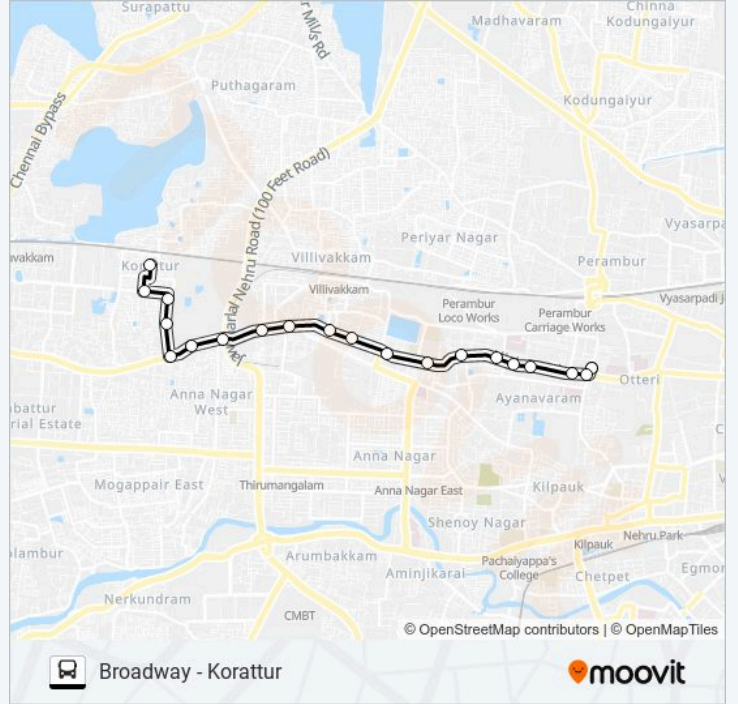 Surapattu
r Mills Rd
Chinna
Kodungaiyur
Madhavaram
Puthagaram
Kodungaiyur
Chennai Bypass
Jawaharlal Nehru Road (100 Feet Road)
Vyasarpa
Periyar Nagar
avakkam
Korattur
Villivakkam
Perambur
Villivakkam
Perambur
Loco Works
Vyasarpadi J
Perambur
Carriage Works
Otteri
Anna Nagar
West
Ayanavaram
abattur
rial Estate
Anna Nagar
Mogappair East
Thirumangalam
Anna Nagar East
Kilpauk
Shenoy Nagar
Nehru Park
Kilpauk
olambur
Arumbakkam
Pachaiyappa's
College
Egmor
Aminjikarai
Chetpet
Nerkundram
CMBT
© OpenStreetMap contributors | © OpenMapTiles
Broadway - Korattur
moovit